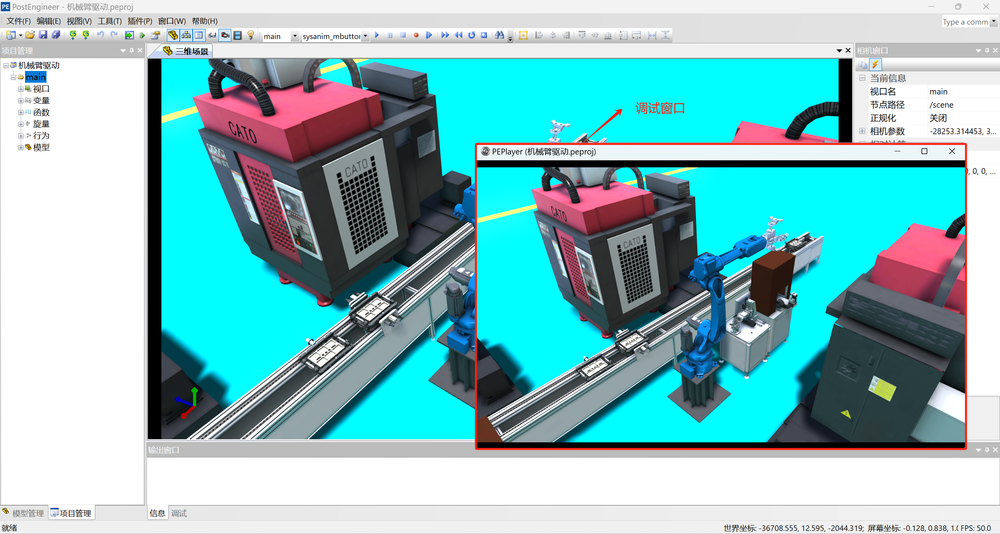 PE PostEngineer - 机械臂驱动.peproj
文件(F) 编辑(E) 视图(V) 工具(T) 插件(P) 窗口(W) 帮助(H)
Type a comm
main
sysanim_mbuttor
项目管理
机械臂驱动
main
视口
变量
函数
旋量
行为
模型
三维场景
CATO
CATO
调试窗口
PEPlayer (机械臂驱动.peproj)
CATO
CATO
相机窗口
当前信息
视口名 main
节点路径 /scene
正规化 关闭
相机参数 -28253.314453, 3...
, 0, 0, ...
输出窗口
模型管理 项目管理
信息 调试
就绪
世界坐标: -36708.555, 12.595, -2044.319; 屏幕坐标: -0.128, 0.838, 1.0 FPS: 50.0